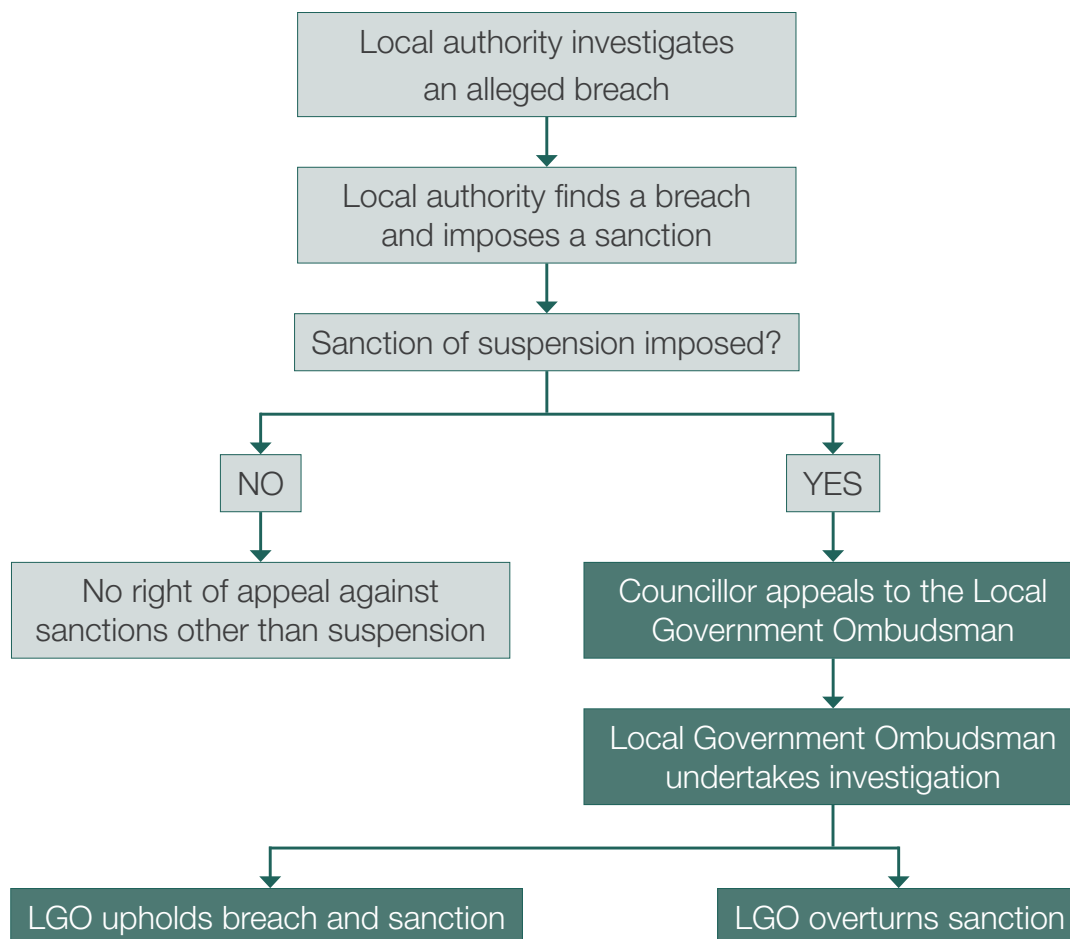 Local authority investigates
an alleged breach
Local authority finds a breach
and imposes a sanction
Sanction of suspension imposed?
NO
YES
No right of appeal against
sanctions other than suspension
Councillor appeals to the Local
Government Ombudsman
Local Government Ombudsman
undertakes investigation
LGO upholds breach and sanction
LGO overturns sanction